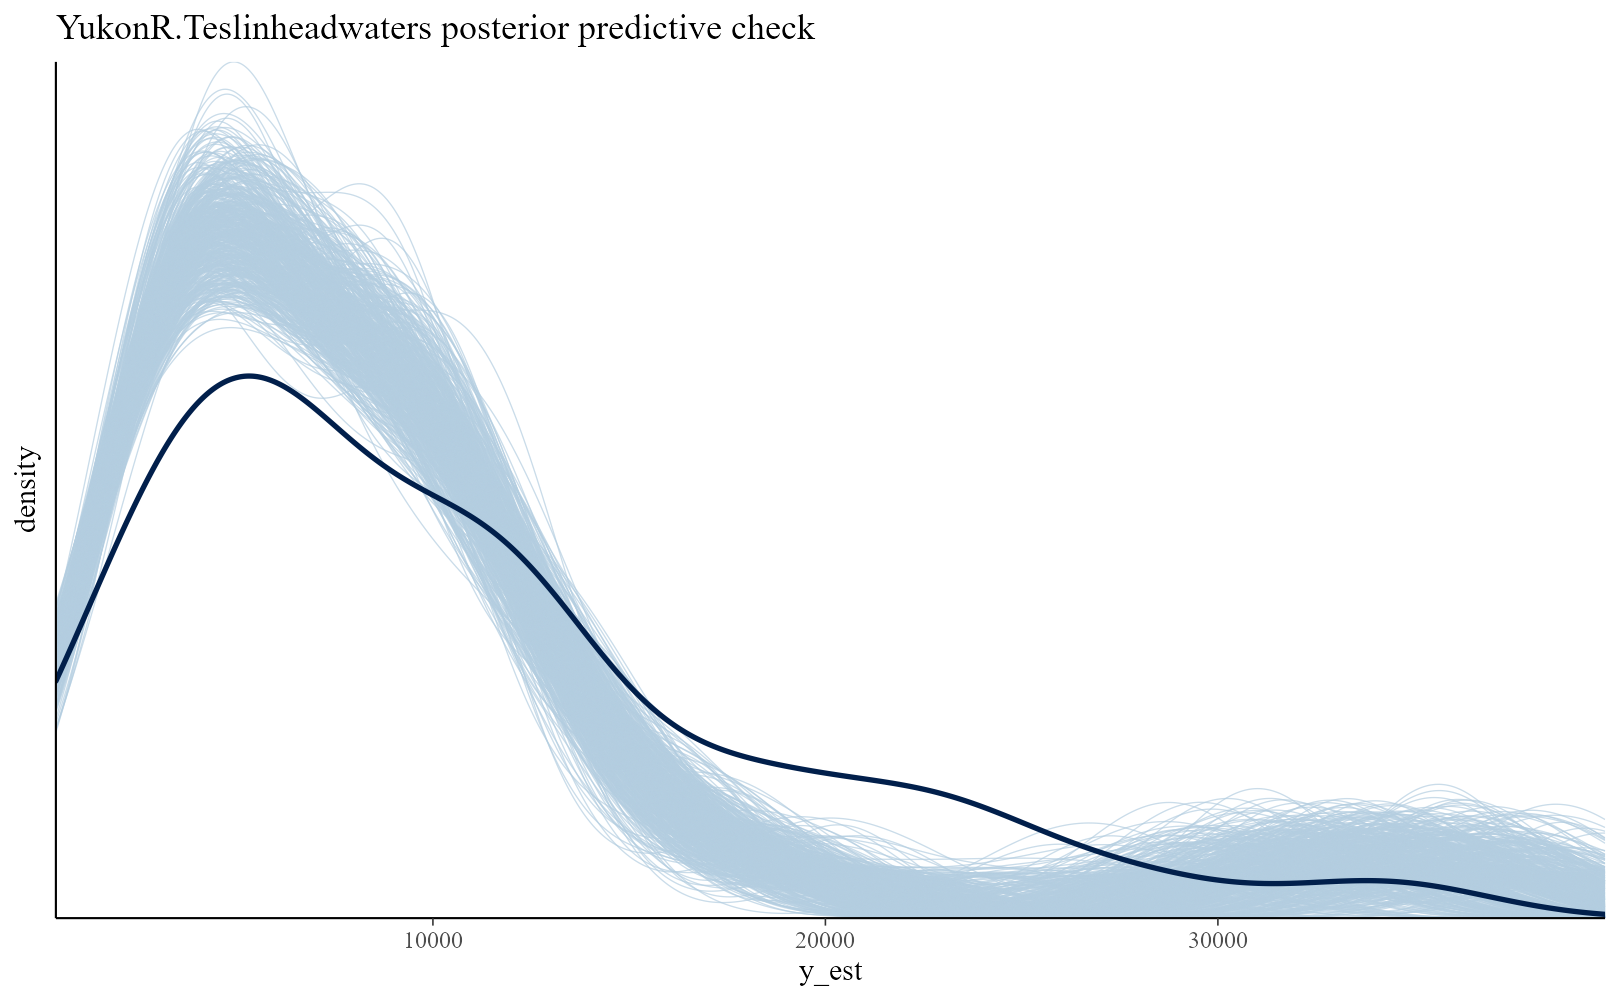 YukonR.Teslinheadwaters posterior predictive check
density
10000
20000
30000
y_est